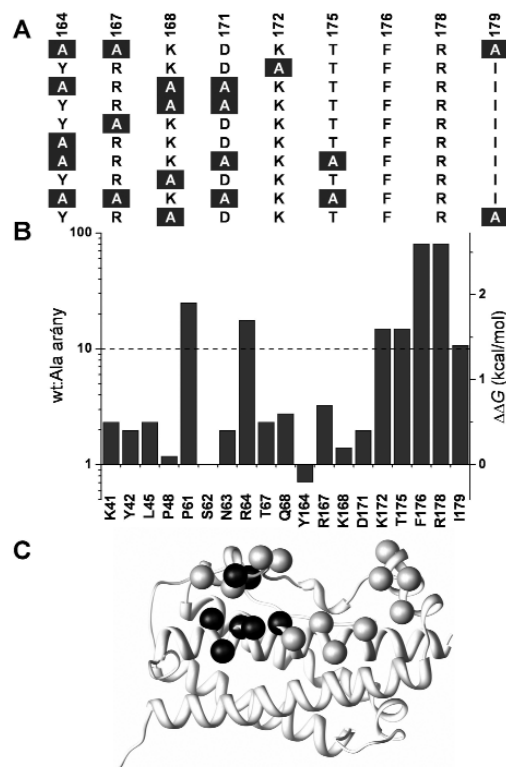 A
164 167 168 171 172 175 176 178 179
A A K D K T F R A
Y R K D A T F R I
A R A A K T F R I
Y R A A K T F R I
Y A K D K T F R I
A R K D K T F R I
A R K A K A F R I
Y R A D K T F R I
A A K A K A F R I
Y R A D K T F R A
B
100
10
1
wt:Ala arány
2
1
0
ΔΔG (kcal/mol)
K41 Y42 L45 P48 P61 S62 N63 R64 T67 Q68 Y164 R167 K168 D171 K172 T175 F176 R178 I179
C